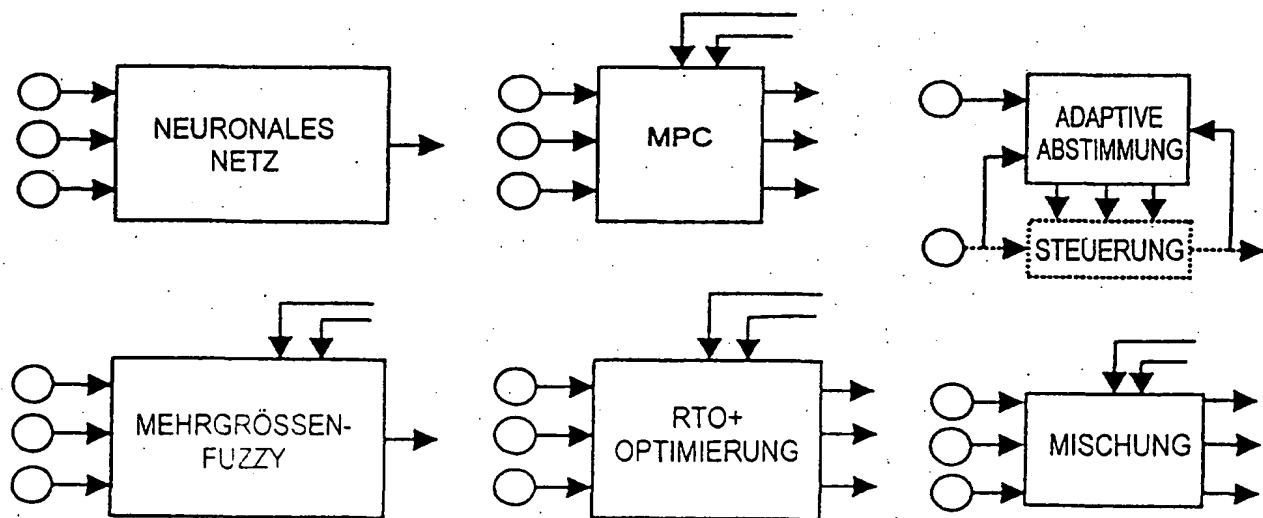 NEURONALES
NETZ
MPC
ADAPTIVE
ABSTIMMUNG
STEUERUNG
MEHRGRÖSSEN-
FUZZY
RTO+
OPTIMIERUNG
MISCHUNG